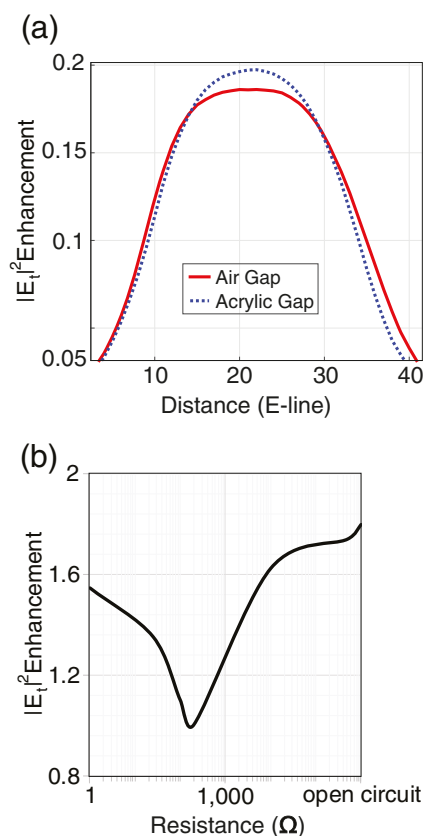 (a)
|Eₜ|²Enhancement
0.2
0.15
0.1
0.05
Air Gap
Acrylic Gap
10 20 30 40
Distance (E-line)
(b)
|Eₜ|²Enhancement
2
1.6
1.2
0.8
1 1,000 open circuit
Resistance (Ω)